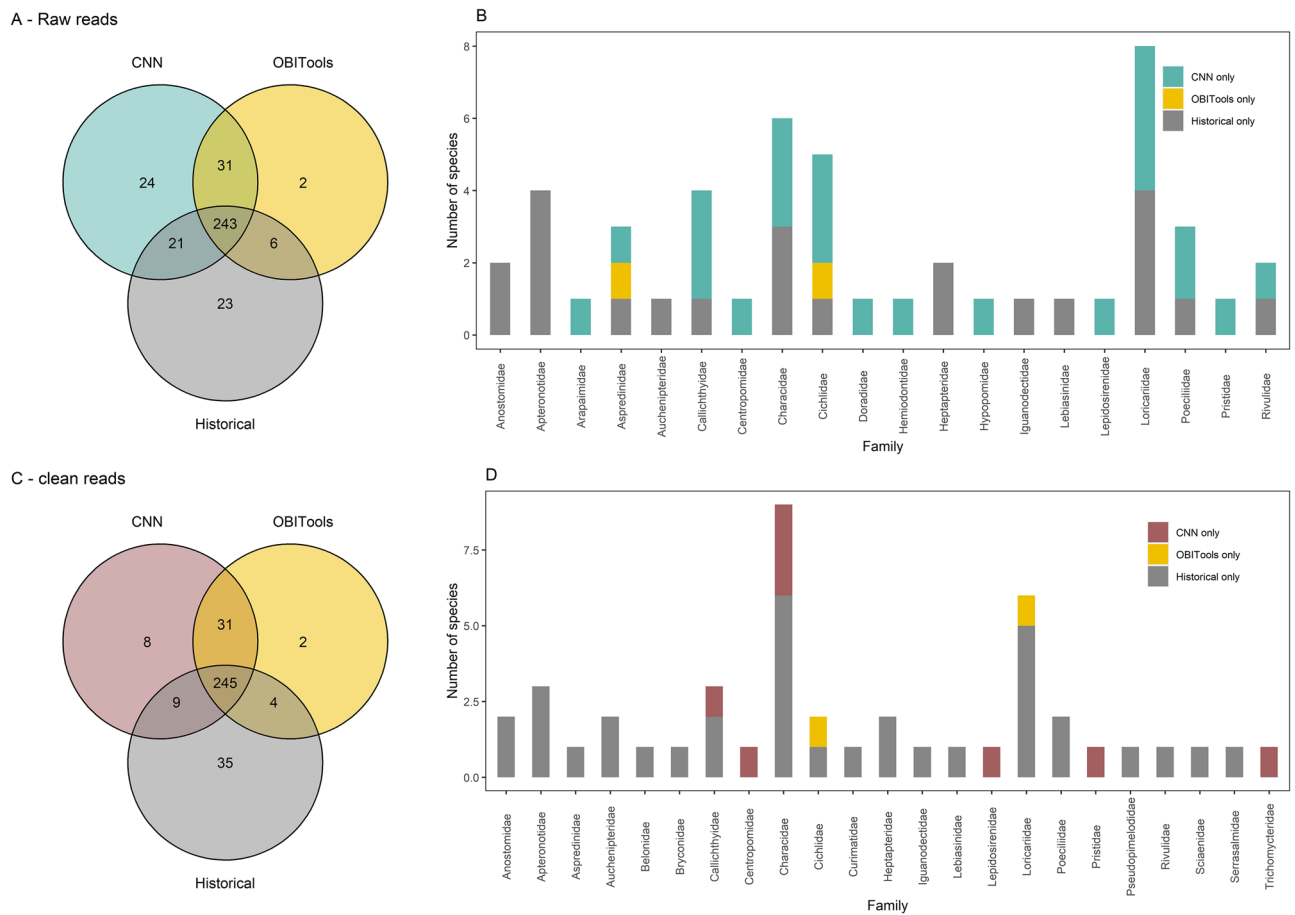 A - Raw reads
CNN
OBITools
24
31
2
243
21
6
23
Historical
B
Number of species
8
6
4
2
0
CNN only
OBITools only
Historical only
Anostomidae
Apteronotidae
Arapaimidae
Aspredinidae
Auchenipteridae
Callichthyidae
Centropomidae
Characidae
Cichlidae
Doradidae
Hemiodontidae
Heptapteridae
Hypopomidae
Iguanodectidae
Lebiasinidae
Lepidosirenidae
Loricariidae
Poeciliidae
Pristidae
Rivulidae
Family
C - clean reads
CNN
OBITools
8
31
2
245
9
4
35
Historical
D
Number of species
7.5
5.0
2.5
0.0
CNN only
OBITools only
Historical only
Anostomidae
Apteronotidae
Aspredinidae
Auchenipteridae
Belonidae
Bryconidae
Callichthyidae
Centropomidae
Characidae
Cichlidae
Curimatidae
Heptapteridae
Iguanodectidae
Lebiasinidae
Lepidosirenidae
Loricariidae
Poeciliidae
Pristidae
Pseudopimelodidae
Rivulidae
Sciaenidae
Serrasalmidae
Trichomycteridae
Family